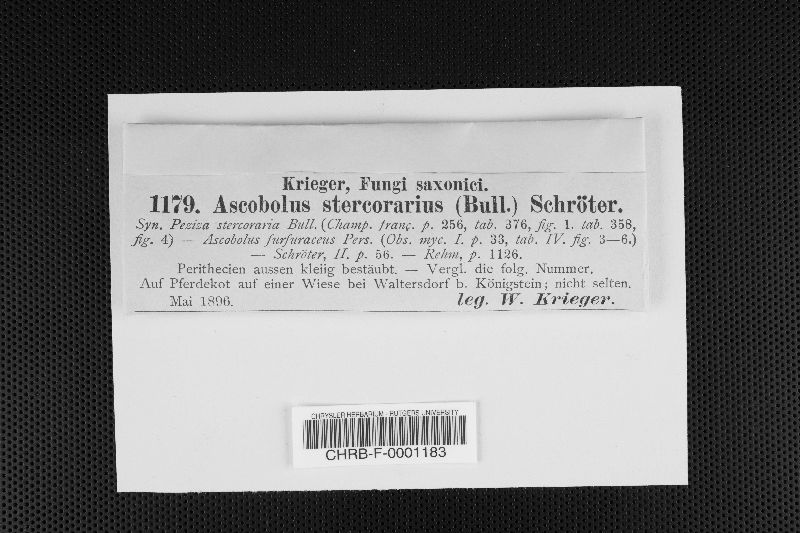 Krieger, Fungi saxonici.
1179. Ascobolus stercorarius (Bull.) Schröter.
Syn. Peziza stercoraria Bull. (Champ. franç. p. 256, tab. 376, fig. 1. tab. 358,
fig. 4) — Ascobolus furfuraceus Pers. (Obs. myc. I. p. 33, tab. IV. fig. 3—6.)
— Schröter, II. p. 56. — Rehm, p. 1126.
Perithecien aussen kleiig bestäubt. — Vergl. die folg. Nummer.
Auf Pferdekot auf einer Wiese bei Waltersdorf b. Königstein; nicht selten.
Mai 1896. leg. W. Krieger.
CHRYSLER HERBARIUM - RUTGERS UNIVERSITY
CHRB-F-0001183